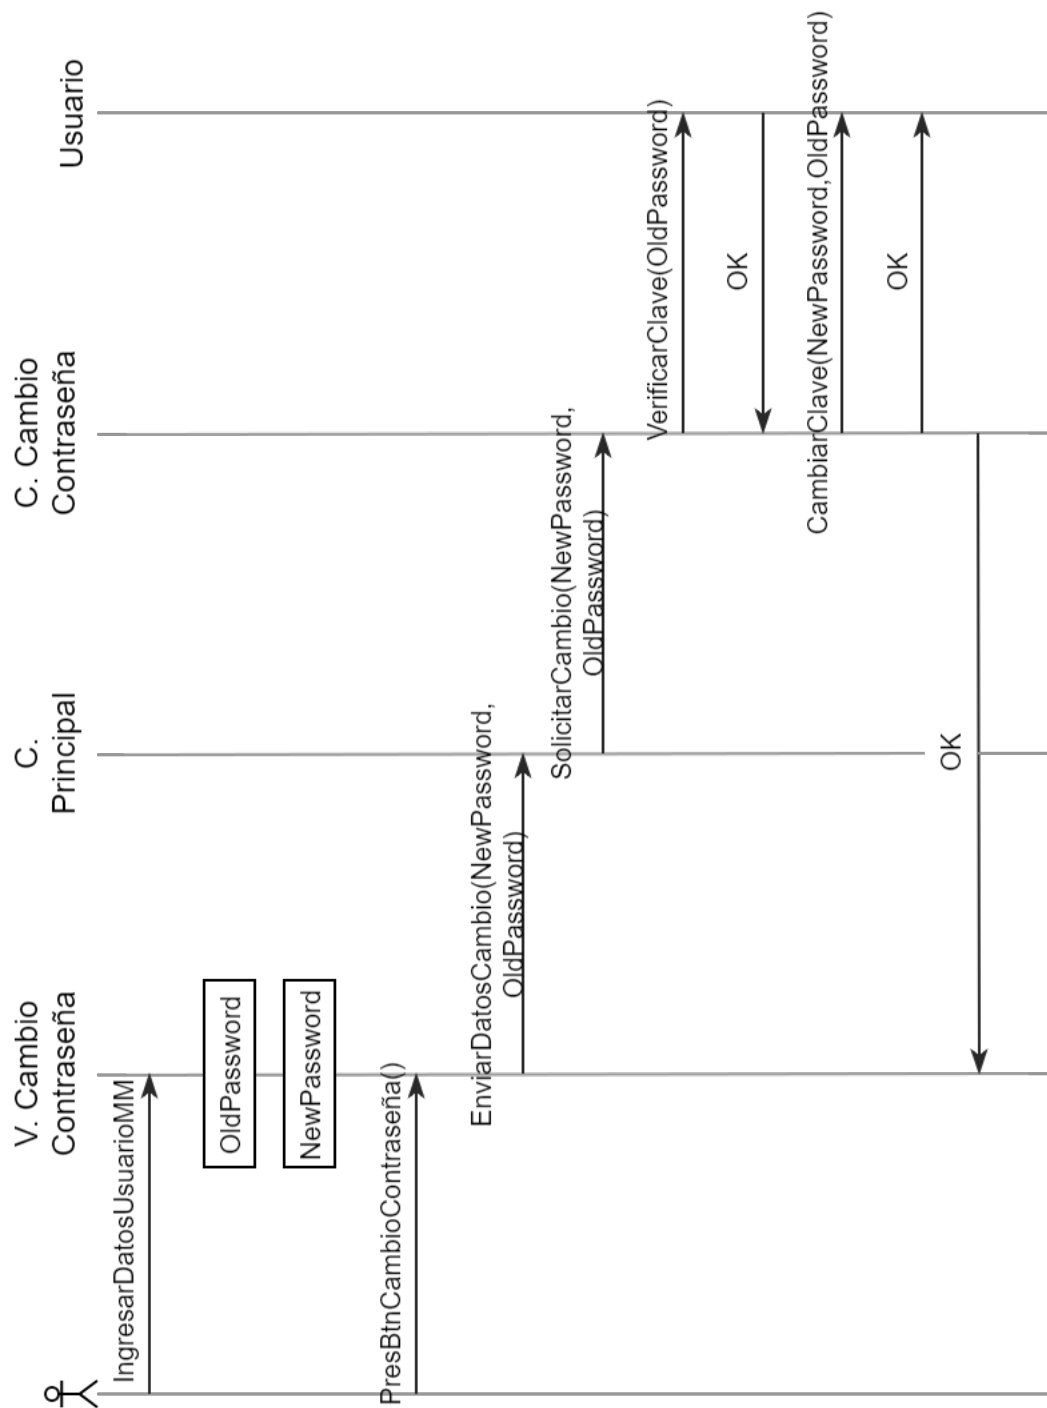 V. Cambio
Contraseña
C.
Principal
C. Cambio
Contraseña
Usuario
IngresarDatosUsuarioMM
OldPassword
NewPassword
PresBtnCambioContraseña()
EnviarDatosCambio(NewPassword,
OldPassword)
SolicitarCambio(NewPassword,
OldPassword)
VerificarClave(OldPassword)
OK
CambiarClave(NewPassword,OldPassword)
OK
OK